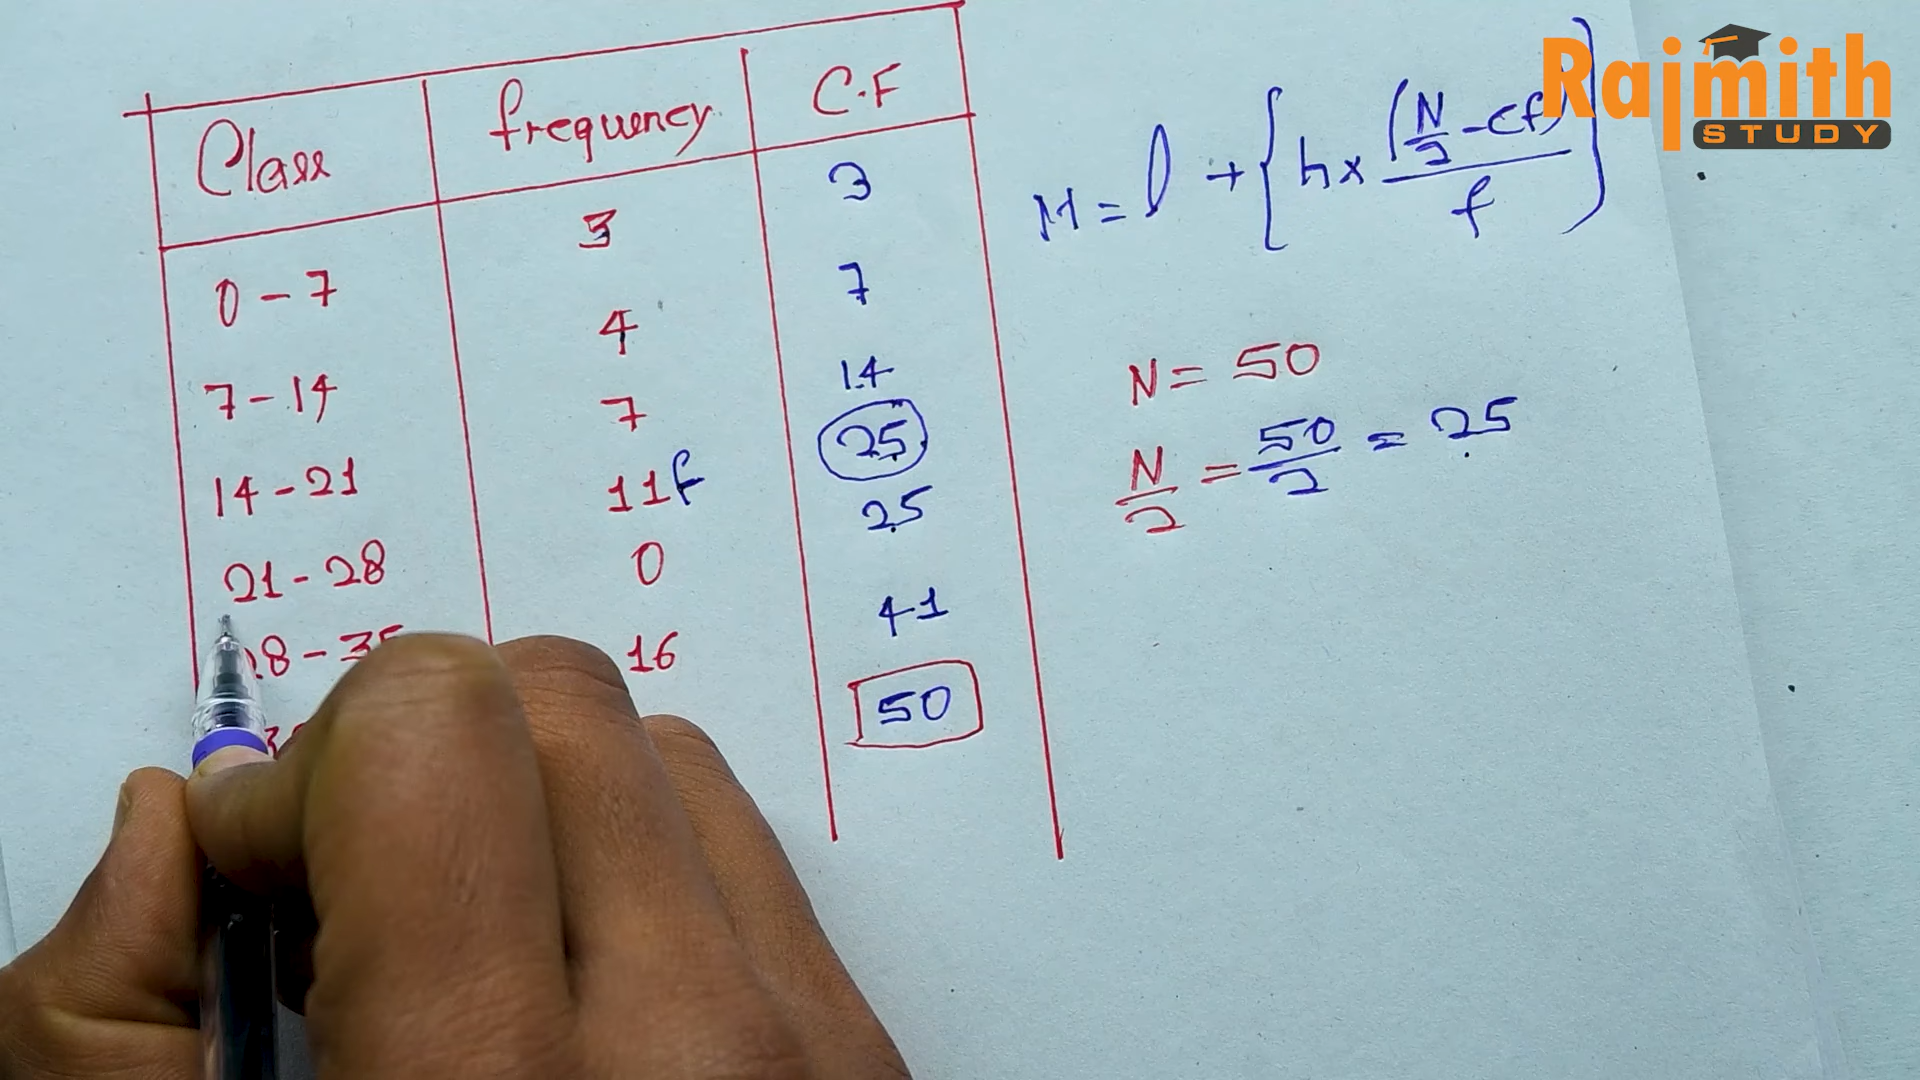 Rajmith
STUDY
Class frequency C.F
0-7 3 3
7-14 4 7
14-21 7 14
21-28 11 f 25
0 25
16 41
50
M = l + { h × (N/2 - cf) / f }
N = 50
N/2 = 50/2 = 25